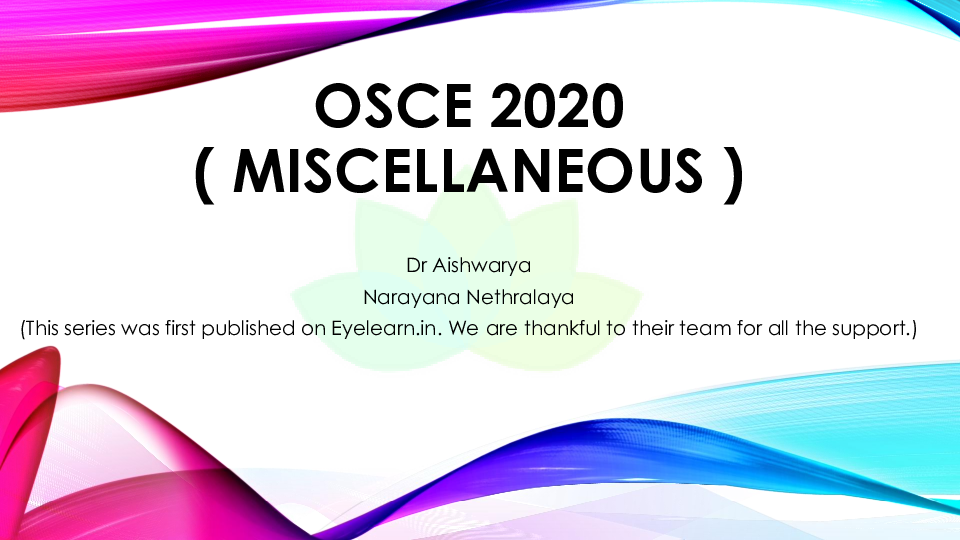 OSCE 2020
( MISCELLANEOUS )
Dr Aishwarya
Narayana Nethralaya
(This series was first published on Eyelearn.in. We are thankful to their team for all the support.)